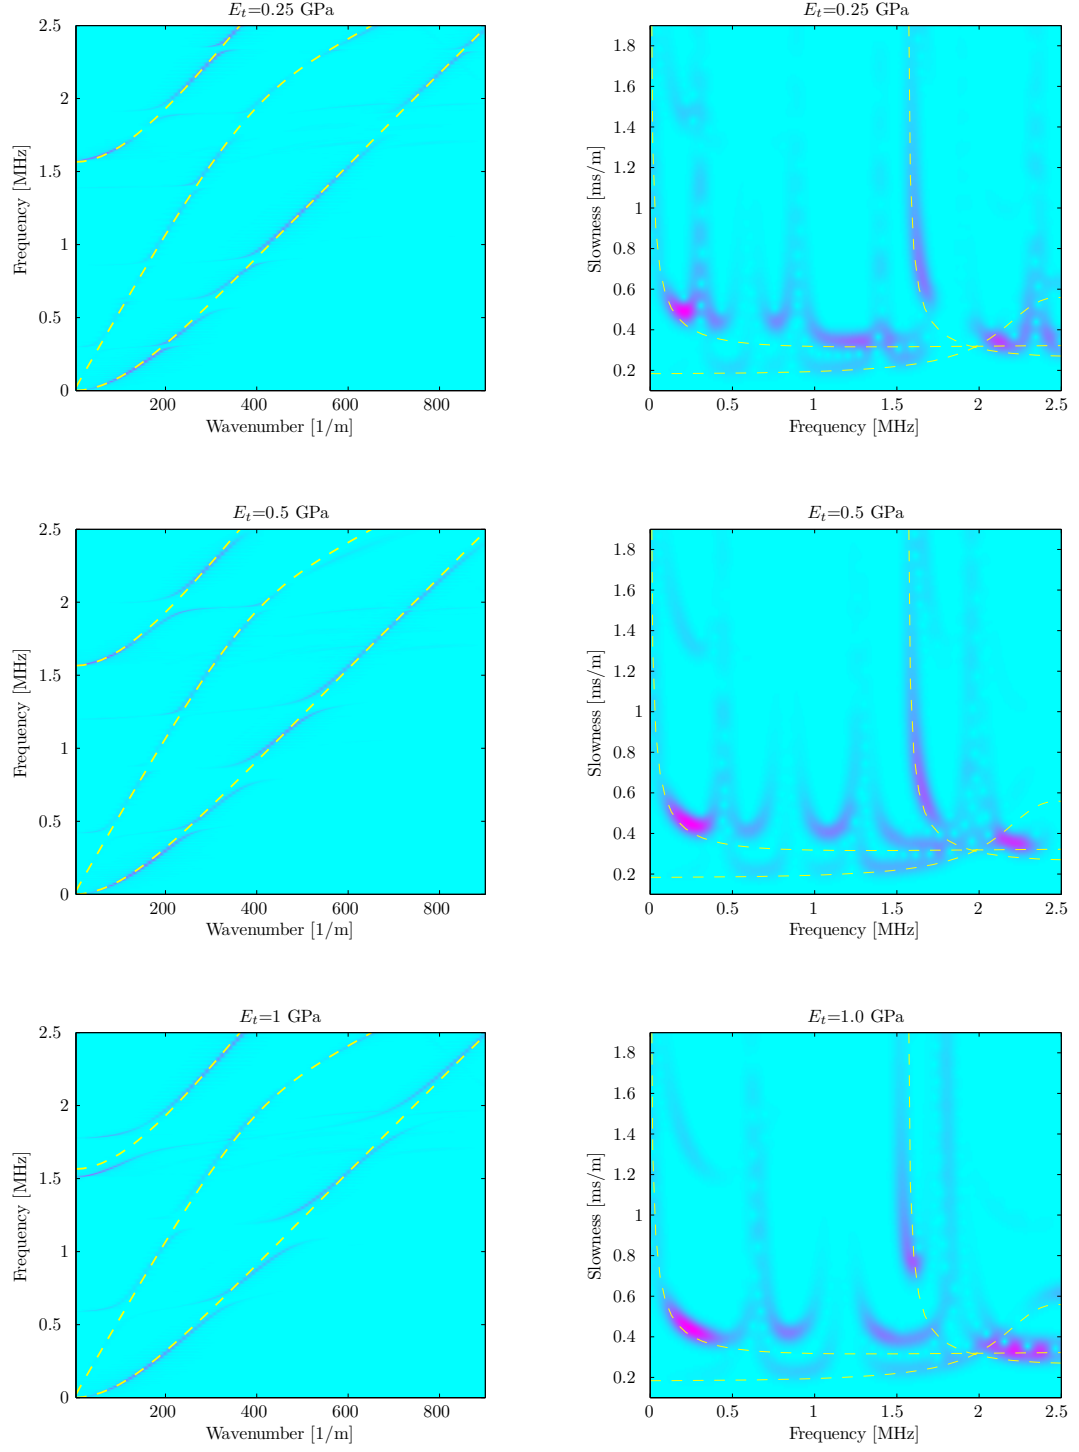 E_t=0.25 GPa
2.5
2
1.5
1
0.5
0
Frequency [MHz]
200 400 600 800
Wavenumber [1/m]
E_t=0.25 GPa
1.8
1.6
1.4
1.2
1
0.8
0.6
0.4
0.2
Slowness [ms/m]
0 0.5 1 1.5 2 2.5
Frequency [MHz]
E_t=0.5 GPa
2.5
2
1.5
1
0.5
0
Frequency [MHz]
200 400 600 800
Wavenumber [1/m]
E_t=0.5 GPa
1.8
1.6
1.4
1.2
1
0.8
0.6
0.4
0.2
Slowness [ms/m]
0 0.5 1 1.5 2 2.5
Frequency [MHz]
E_t=1 GPa
2.5
2
1.5
1
0.5
0
Frequency [MHz]
200 400 600 800
Wavenumber [1/m]
E_t=1.0 GPa
1.8
1.6
1.4
1.2
1
0.8
0.6
0.4
0.2
Slowness [ms/m]
0 0.5 1 1.5 2 2.5
Frequency [MHz]